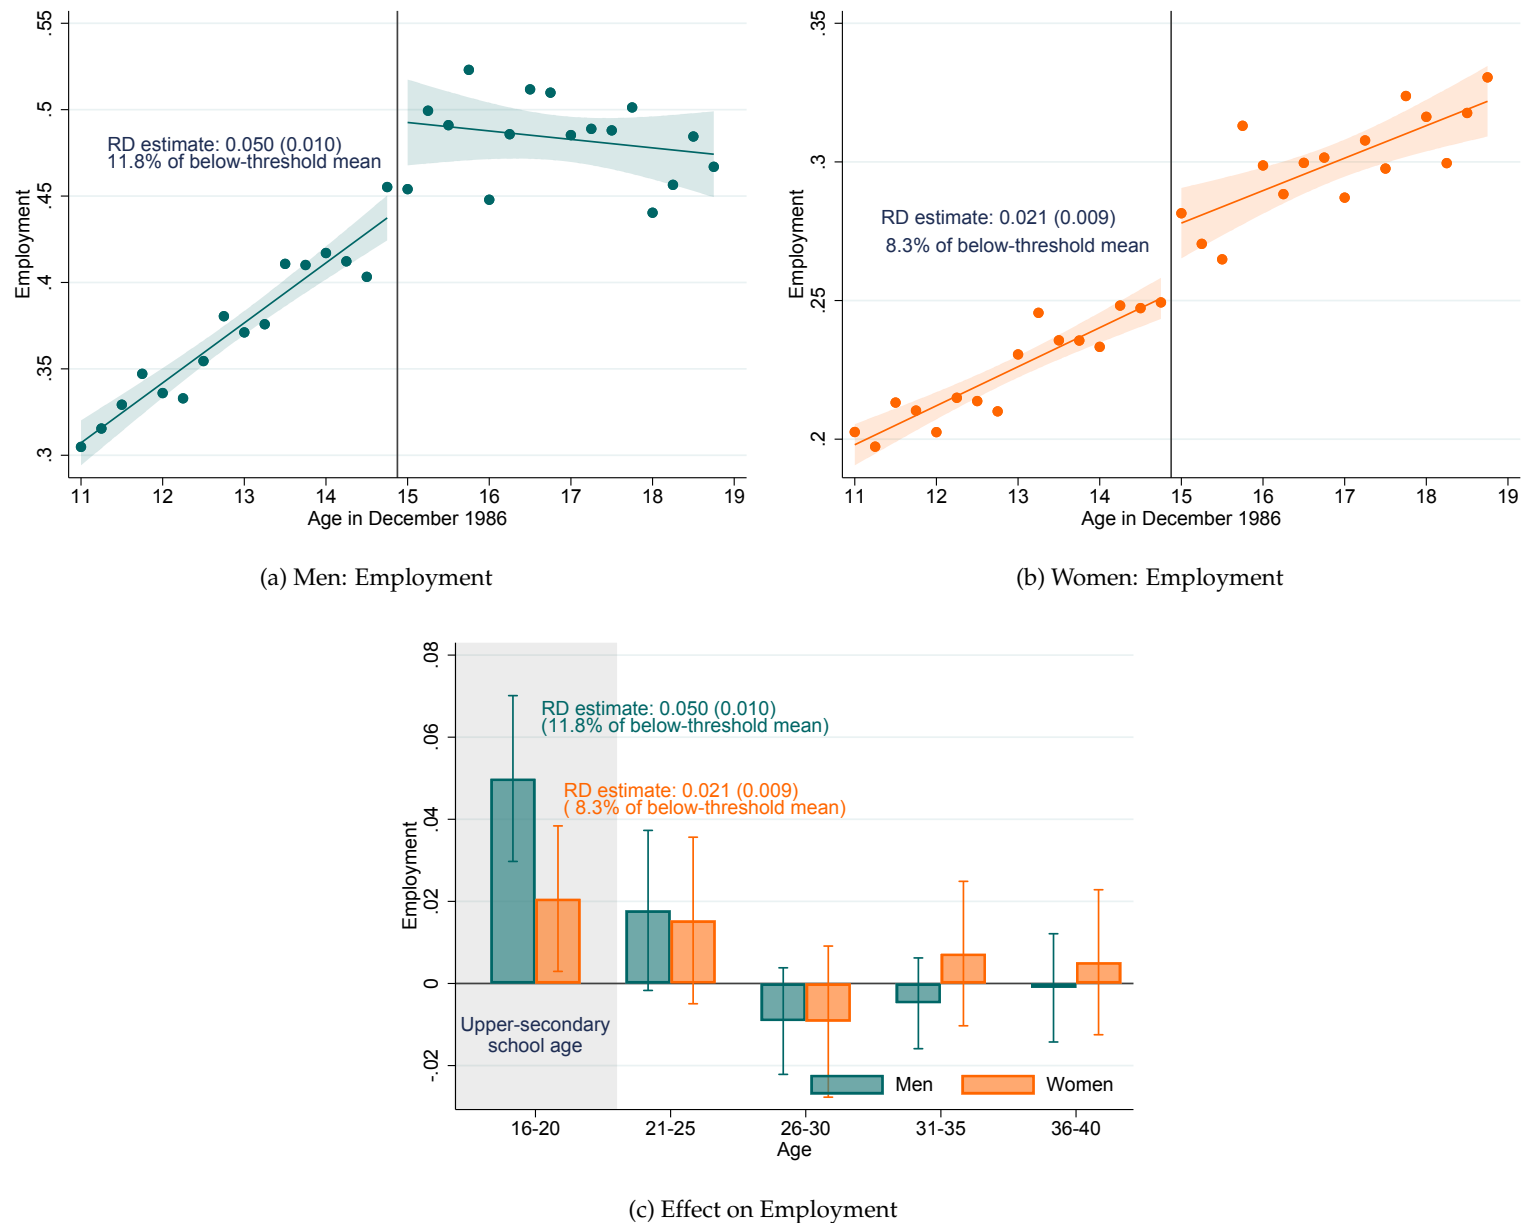 .55
.5
.45
.4
.35
.3
Employment
RD estimate: 0.050 (0.010)
11.8% of below-threshold mean
11 12 13 14 15 16 17 18 19
Age in December 1986
(a) Men: Employment
.35
.3
.25
.2
Employment
RD estimate: 0.021 (0.009)
8.3% of below-threshold mean
11 12 13 14 15 16 17 18 19
Age in December 1986
(b) Women: Employment
.08
.06
.04
.02
0
-.02
Employment
RD estimate: 0.050 (0.010)
(11.8% of below-threshold mean)
RD estimate: 0.021 (0.009)
( 8.3% of below-threshold mean)
Upper-secondary
school age
Men Women
16-20 21-25 26-30 31-35 36-40
Age
(c) Effect on Employment